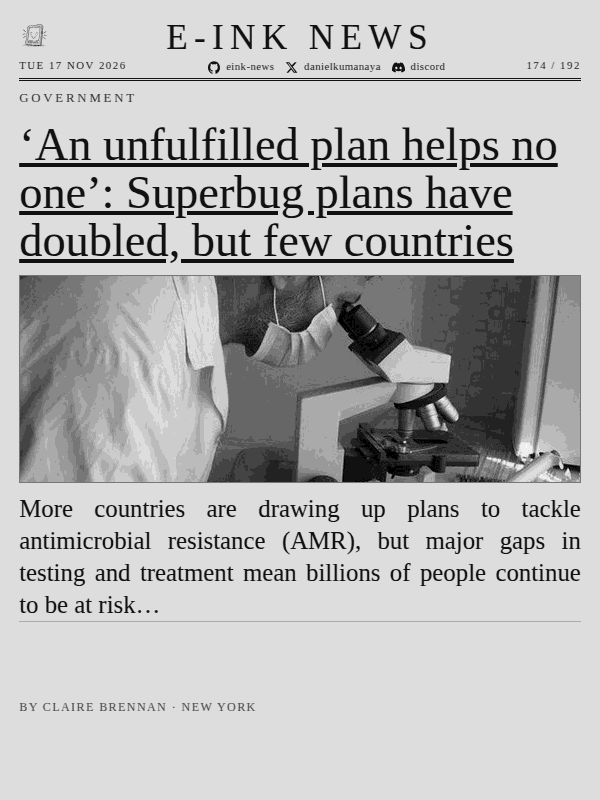 E-INK NEWS
TUE 17 NOV 2026
eink-news
danielkumanaya
discord
174 / 192
GOVERNMENT
‘An unfulfilled plan helps no
one’: Superbug plans have
doubled, but few countries
More countries are drawing up plans to tackle
antimicrobial resistance (AMR), but major gaps in
testing and treatment mean billions of people continue
to be at risk…
BY CLAIRE BRENNAN · NEW YORK